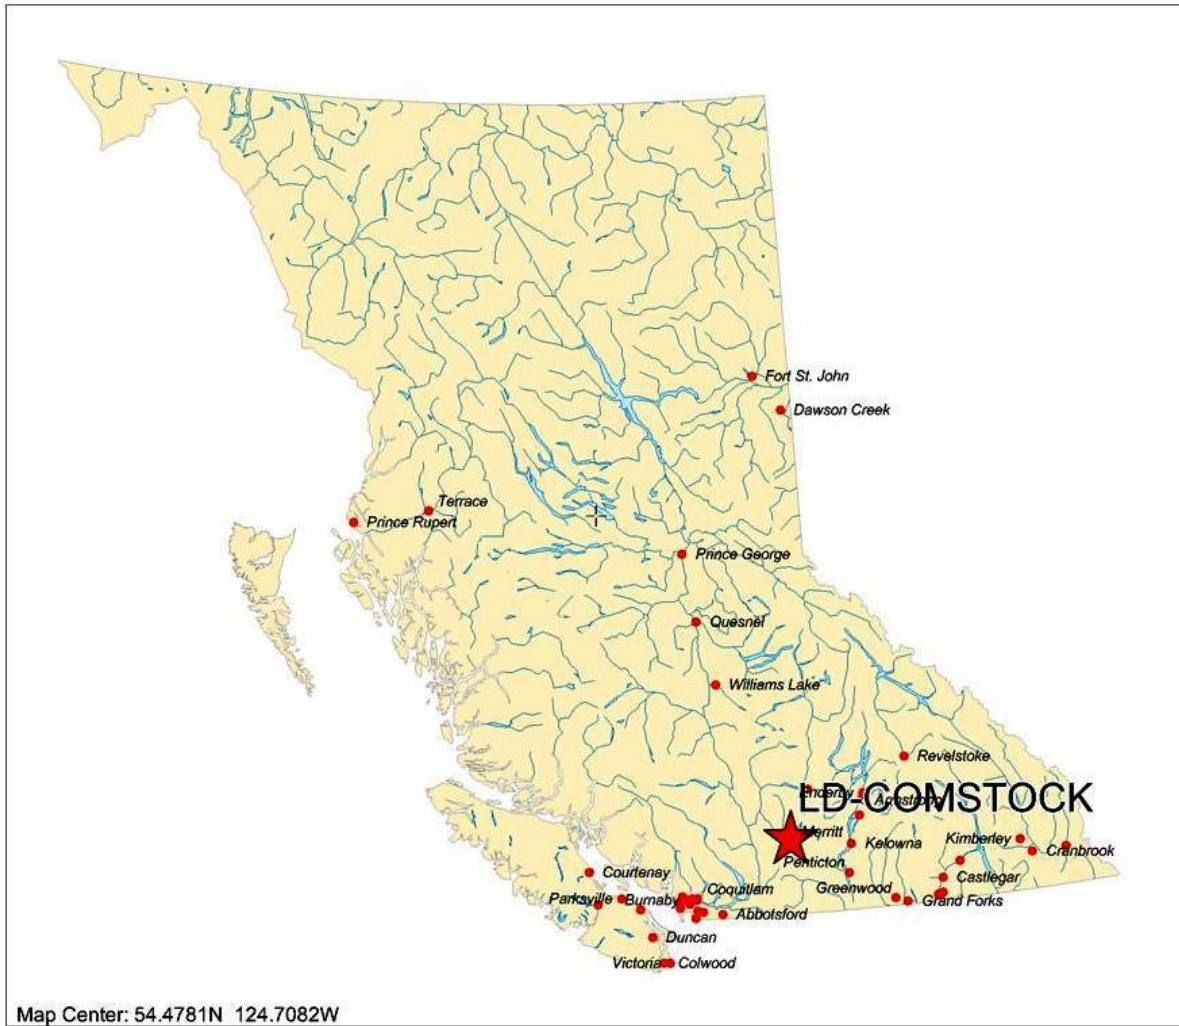 Fort St. John
Dawson Creek
Terrace
Prince Rupert
Prince George
Quesnel
Williams Lake
Revelstoke
Enderby
LD-COMSTOCK
Armstrong
Merritt
Kelowna
Kimberley
Cranbrook
Penticton
Courtenay
Castlegar
Greenwood
Coquitlam
Parksville
Burnaby
Grand Forks
Abbotsford
Duncan
Victoria
Colwood
Map Center: 54.4781N 124.7082W